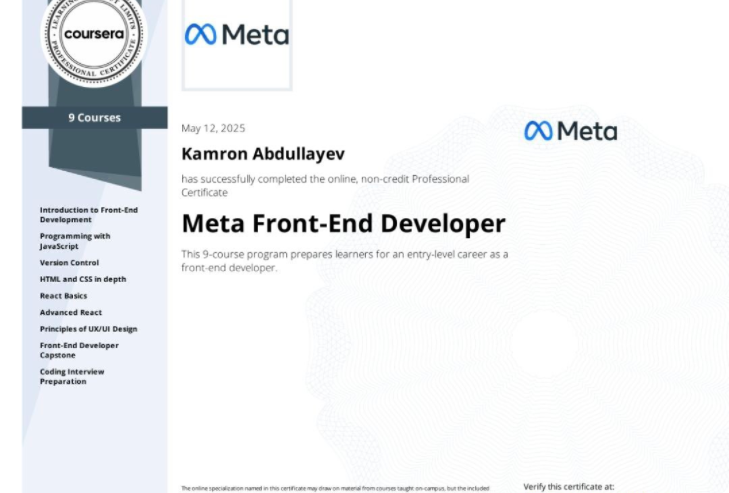 coursera
PROFESSIONAL CERTIFICATE
9 Courses
Introduction to Front-End
Development
Programming with
JavaScript
Version Control
HTML and CSS in depth
React Basics
Advanced React
Principles of UX/UI Design
Front-End Developer
Capstone
Coding Interview
Preparation
Meta
May 12, 2025
Kamron Abdullayev
has successfully completed the online, non-credit Professional
Certificate
Meta Front-End Developer
This 9-course program prepares learners for an entry-level career as a
front-end developer.
Meta
The online specialization named in this certificate may draw on material from courses taught on-campus, but the included
Verify this certificate at: